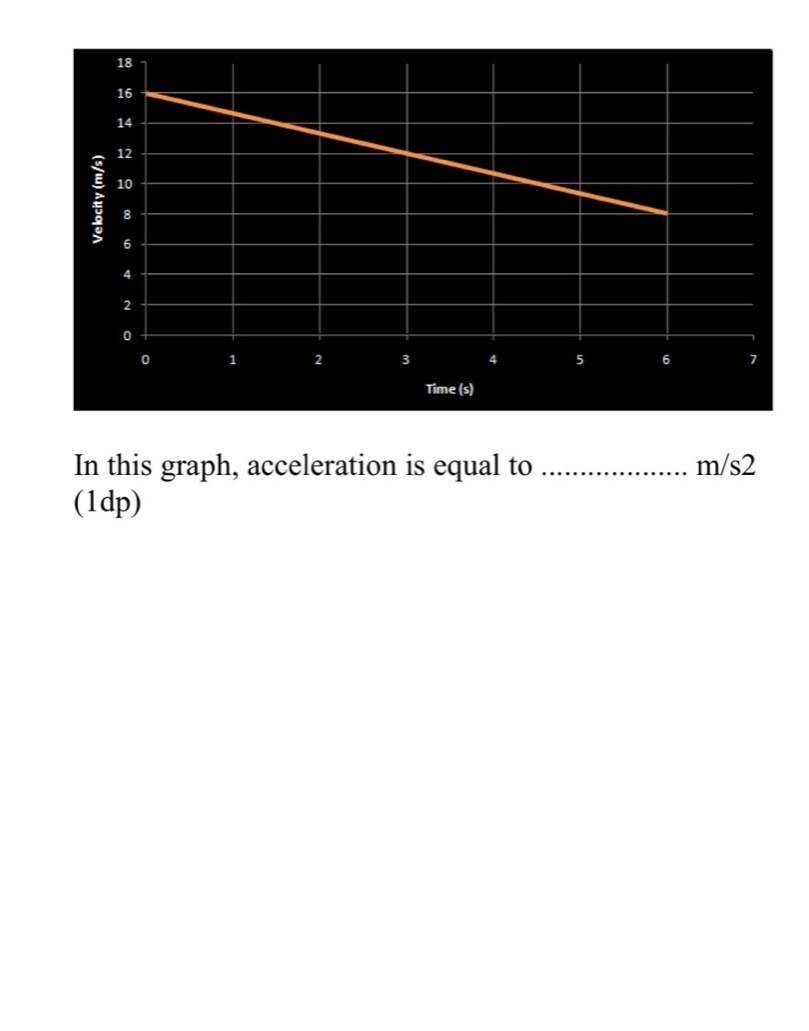 18
16
14
12
10
8
6
4
2
0
Velocity (m/s)
0 1 2 3 4 5 6 7
Time (s)
In this graph, acceleration is equal to ................... m/s2
(1dp)